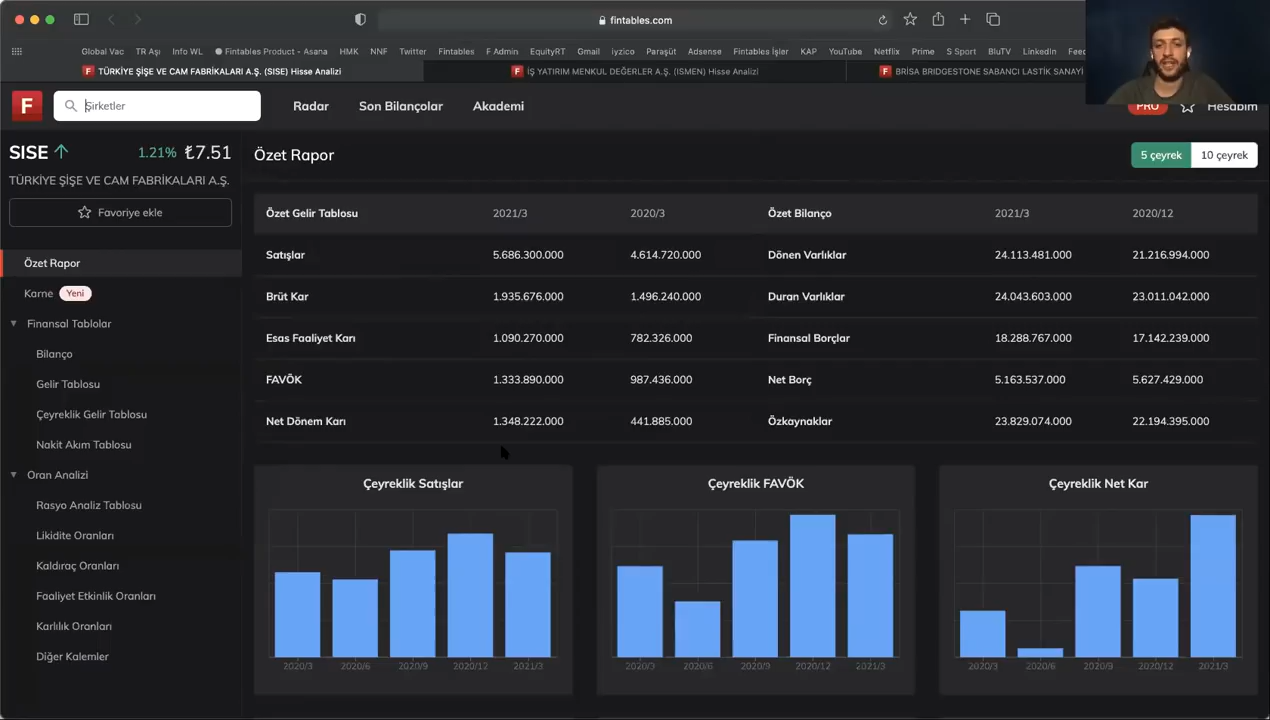 fintables.com
Global Vac TR Aşı Info WL Fintables Product - Asana HMK NNF Twitter Fintables F Admin EquityRT Gmail iyzico Paraşüt Adsense Fintables İşler KAP YouTube Netflix Prime S Sport BluTV LinkedIn Feed
F TÜRKİYE ŞİŞE VE CAM FABRİKALARI A.Ş. (SISE) Hisse Analizi
F İŞ YATIRIM MENKUL DEĞERLER A.Ş. (ISMEN) Hisse Analizi
F BRİSA BRIDGESTONE SABANCI LASTİK SANAYİ
F Şirketler Radar Son Bilançolar Akademi PRO Hesabım
SISE 1.21% ₺7.51
TÜRKİYE ŞİŞE VE CAM FABRİKALARI A.Ş.
Favoriye ekle
Özet Rapor
Karne Yeni
Finansal Tablolar
Bilanço
Gelir Tablosu
Çeyreklik Gelir Tablosu
Nakit Akım Tablosu
Oran Analizi
Rasyo Analiz Tablosu
Likidite Oranları
Kaldıraç Oranları
Faaliyet Etkinlik Oranları
Karlılık Oranları
Diğer Kalemler
Özet Rapor 5 çeyrek 10 çeyrek
Özet Gelir Tablosu 2021/3 2020/3
Satışlar 5.686.300.000 4.614.720.000
Brüt Kar 1.935.676.000 1.496.240.000
Esas Faaliyet Karı 1.090.270.000 782.326.000
FAVÖK 1.333.890.000 987.436.000
Net Dönem Karı 1.348.222.000 441.885.000
Özet Bilanço 2021/3 2020/12
Dönen Varlıklar 24.113.481.000 21.216.994.000
Duran Varlıklar 24.043.603.000 23.011.042.000
Finansal Borçlar 18.288.767.000 17.142.239.000
Net Borç 5.163.537.000 5.627.429.000
Özkaynaklar 23.829.074.000 22.194.395.000
Çeyreklik Satışlar
2020/3 2020/6 2020/9 2020/12 2021/3
Çeyreklik FAVÖK
2020/3 2020/6 2020/9 2020/12 2021/3
Çeyreklik Net Kar
2020/3 2020/6 2020/9 2020/12 2021/3